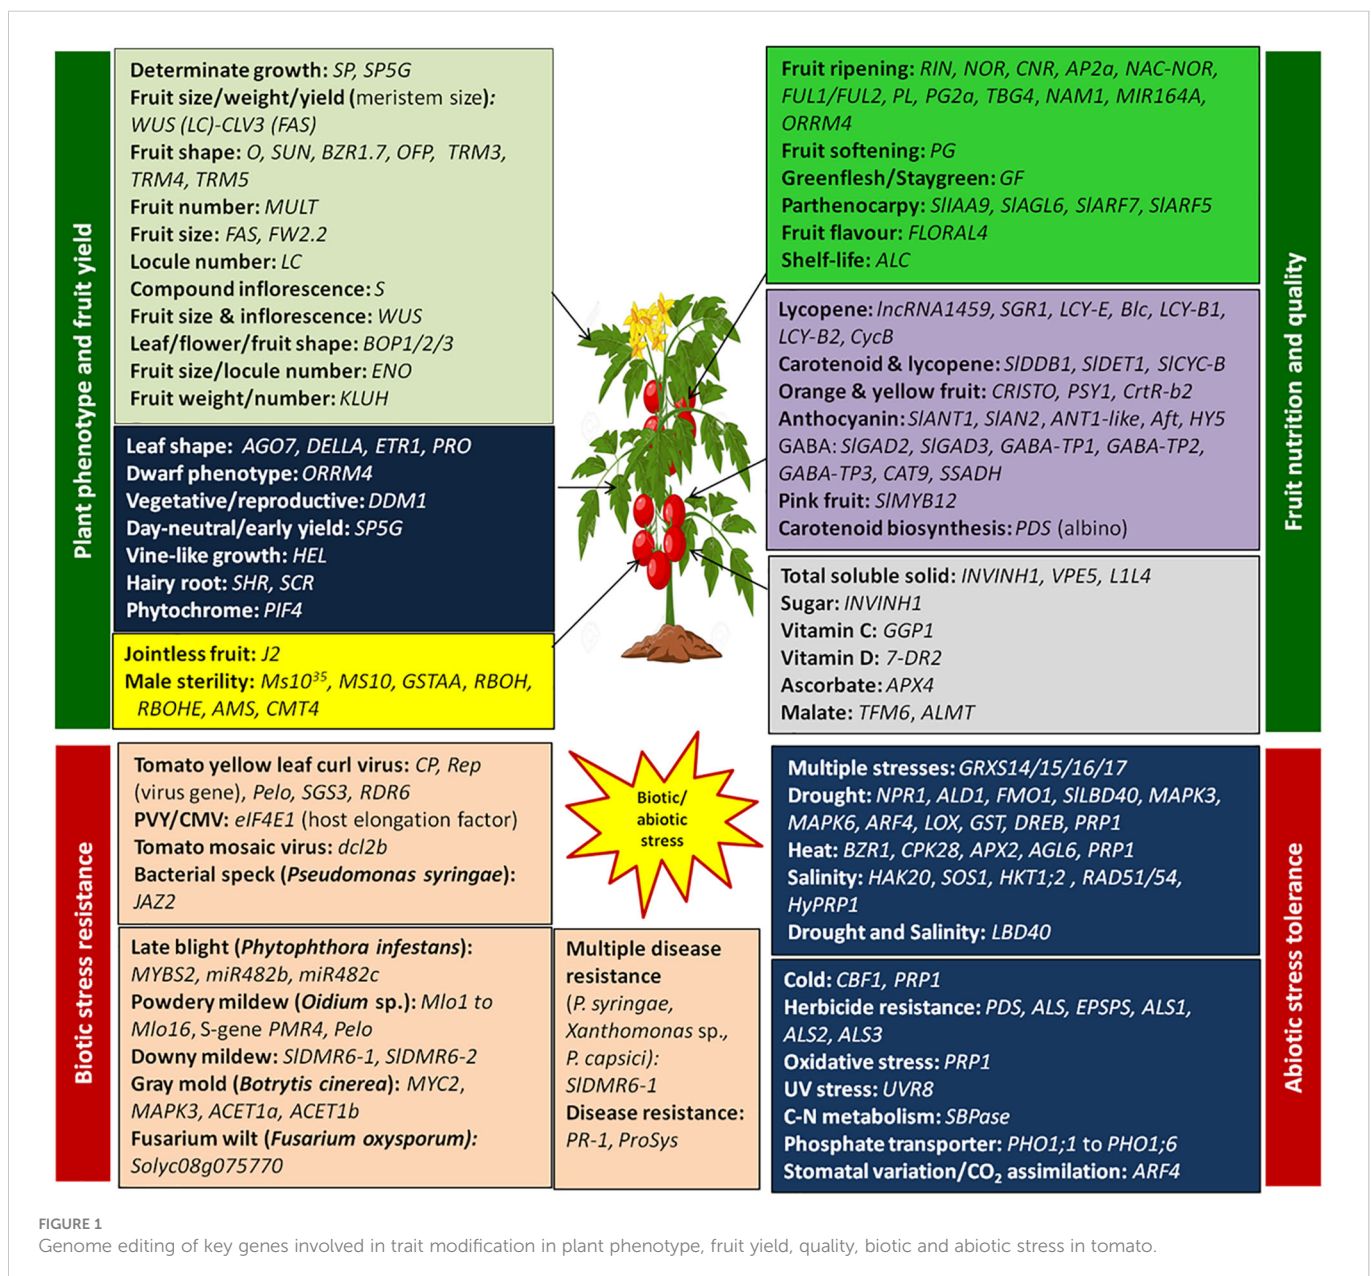 Plant phenotype and fruit yield
Determinate growth: SP, SP5G
Fruit size/weight/yield (meristem size):
WUS (LC)-CLV3 (FAS)
Fruit shape: O, SUN, BZR1.7, OFP, TRM3,
TRM4, TRM5
Fruit number: MULT
Fruit size: FAS, FW2.2
Locule number: LC
Compound inflorescence: S
Fruit size & inflorescence: WUS
Leaf/flower/fruit shape: BOP1/2/3
Fruit size/locule number: ENO
Fruit weight/number: KLUH
Leaf shape: AGO7, DELLA, ETR1, PRO
Dwarf phenotype: ORRM4
Vegetative/reproductive: DDM1
Day-neutral/early yield: SP5G
Vine-like growth: HEL
Hairy root: SHR, SCR
Phytochrome: PIF4
Jointless fruit: J2
Male sterility: Ms10³⁵, MS10, GSTAA, RBOH,
RBOHE, AMS, CMT4
Fruit ripening: RIN, NOR, CNR, AP2a, NAC-NOR,
FUL1/FUL2, PL, PG2a, TBG4, NAM1, MIR164A,
ORRM4
Fruit softening: PG
Greenflesh/Staygreen: GF
Parthenocarpy: SlIAA9, SlAGL6, SlARF7, SlARF5
Fruit flavour: FLORAL4
Shelf-life: ALC
Lycopene: lncRNA1459, SGR1, LCY-E, Blc, LCY-B1,
LCY-B2, CycB
Carotenoid & lycopene: SlDDB1, SlDET1, SlCYC-B
Orange & yellow fruit: CRISTO, PSY1, CrtR-b2
Anthocyanin: SlANT1, SlAN2, ANT1-like, Aft, HY5
GABA: SlGAD2, SlGAD3, GABA-TP1, GABA-TP2,
GABA-TP3, CAT9, SSADH
Pink fruit: SlMYB12
Carotenoid biosynthesis: PDS (albino)
Total soluble solid: INVINH1, VPE5, L1L4
Sugar: INVINH1
Vitamin C: GGP1
Vitamin D: 7-DR2
Ascorbate: APX4
Malate: TFM6, ALMT
Fruit nutrition and quality
Biotic stress resistance
Tomato yellow leaf curl virus: CP, Rep
(virus gene), Pelo, SGS3, RDR6
PVY/CMV: eIF4E1 (host elongation factor)
Tomato mosaic virus: dcl2b
Bacterial speck (Pseudomonas syringae):
JAZ2
Late blight (Phytophthora infestans):
MYBS2, miR482b, miR482c
Powdery mildew (Oidium sp.): Mlo1 to
Mlo16, S-gene PMR4, Pelo
Downy mildew: SlDMR6-1, SlDMR6-2
Gray mold (Botrytis cinerea): MYC2,
MAPK3, ACET1a, ACET1b
Fusarium wilt (Fusarium oxysporum):
Solyc08g075770
Biotic/
abiotic
stress
Multiple disease
resistance
(P. syringae,
Xanthomonas sp.,
P. capsici):
SlDMR6-1
Disease resistance:
PR-1, ProSys
Multiple stresses: GRXS14/15/16/17
Drought: NPR1, ALD1, FMO1, SlLBD40, MAPK3,
MAPK6, ARF4, LOX, GST, DREB, PRP1
Heat: BZR1, CPK28, APX2, AGL6, PRP1
Salinity: HAK20, SOS1, HKT1;2 , RAD51/54,
HyPRP1
Drought and Salinity: LBD40
Cold: CBF1, PRP1
Herbicide resistance: PDS, ALS, EPSPS, ALS1,
ALS2, ALS3
Oxidative stress: PRP1
UV stress: UVR8
C-N metabolism: SBPase
Phosphate transporter: PHO1;1 to PHO1;6
Stomatal variation/CO₂ assimilation: ARF4
Abiotic stress tolerance
FIGURE 1
Genome editing of key genes involved in trait modification in plant phenotype, fruit yield, quality, biotic and abiotic stress in tomato.